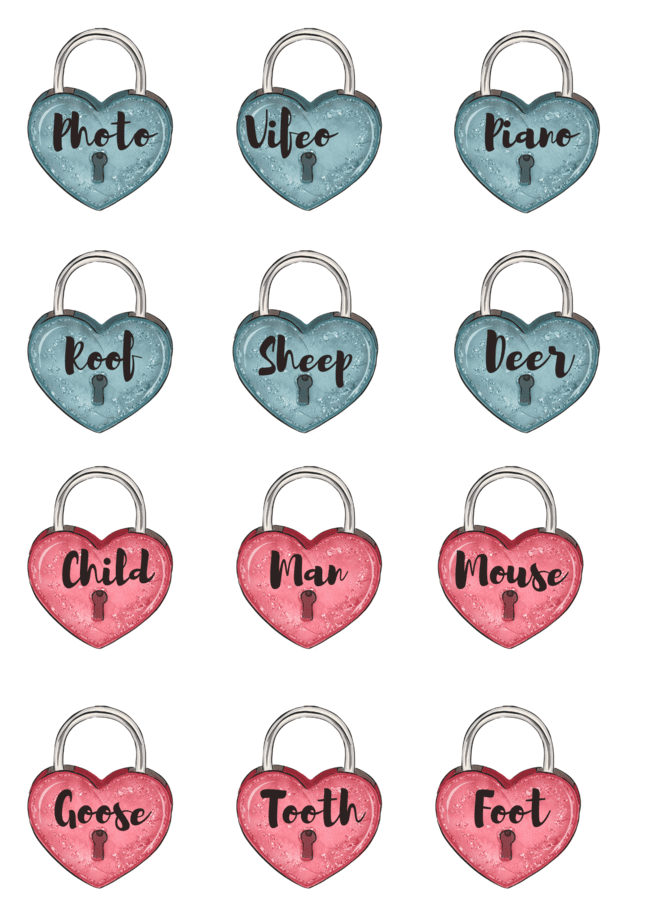 Photo
Vifeo
Piano
Roof
Sheep
Deer
Child
Man
Mouse
Goose
Tooth
Foot